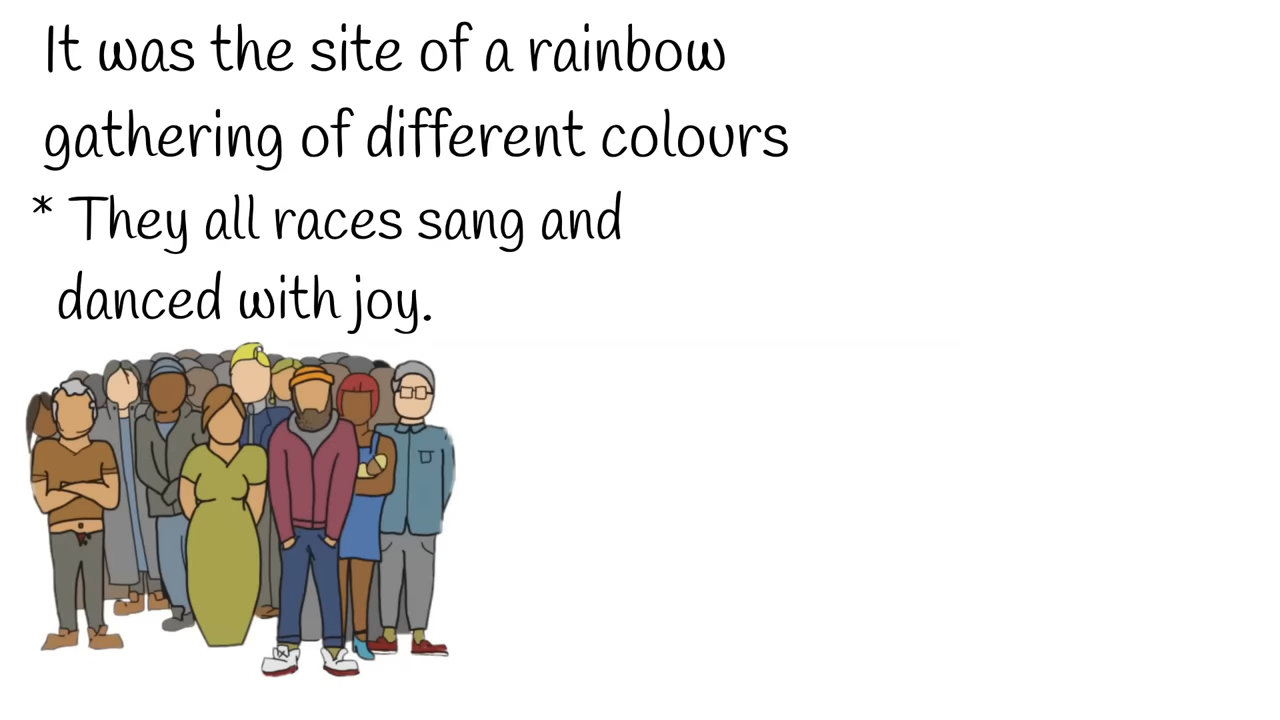 It was the site of a rainbow
gathering of different colours
* They all races sang and
danced with joy.